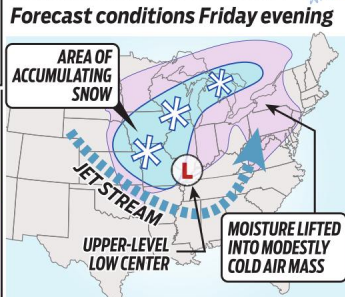 Forecast conditions Friday evening
AREA OF
ACCUMULATING
SNOW
L
JET STREAM
UPPER-LEVEL
LOW CENTER
MOISTURE LIFTED
INTO MODESTLY
COLD AIR MASS